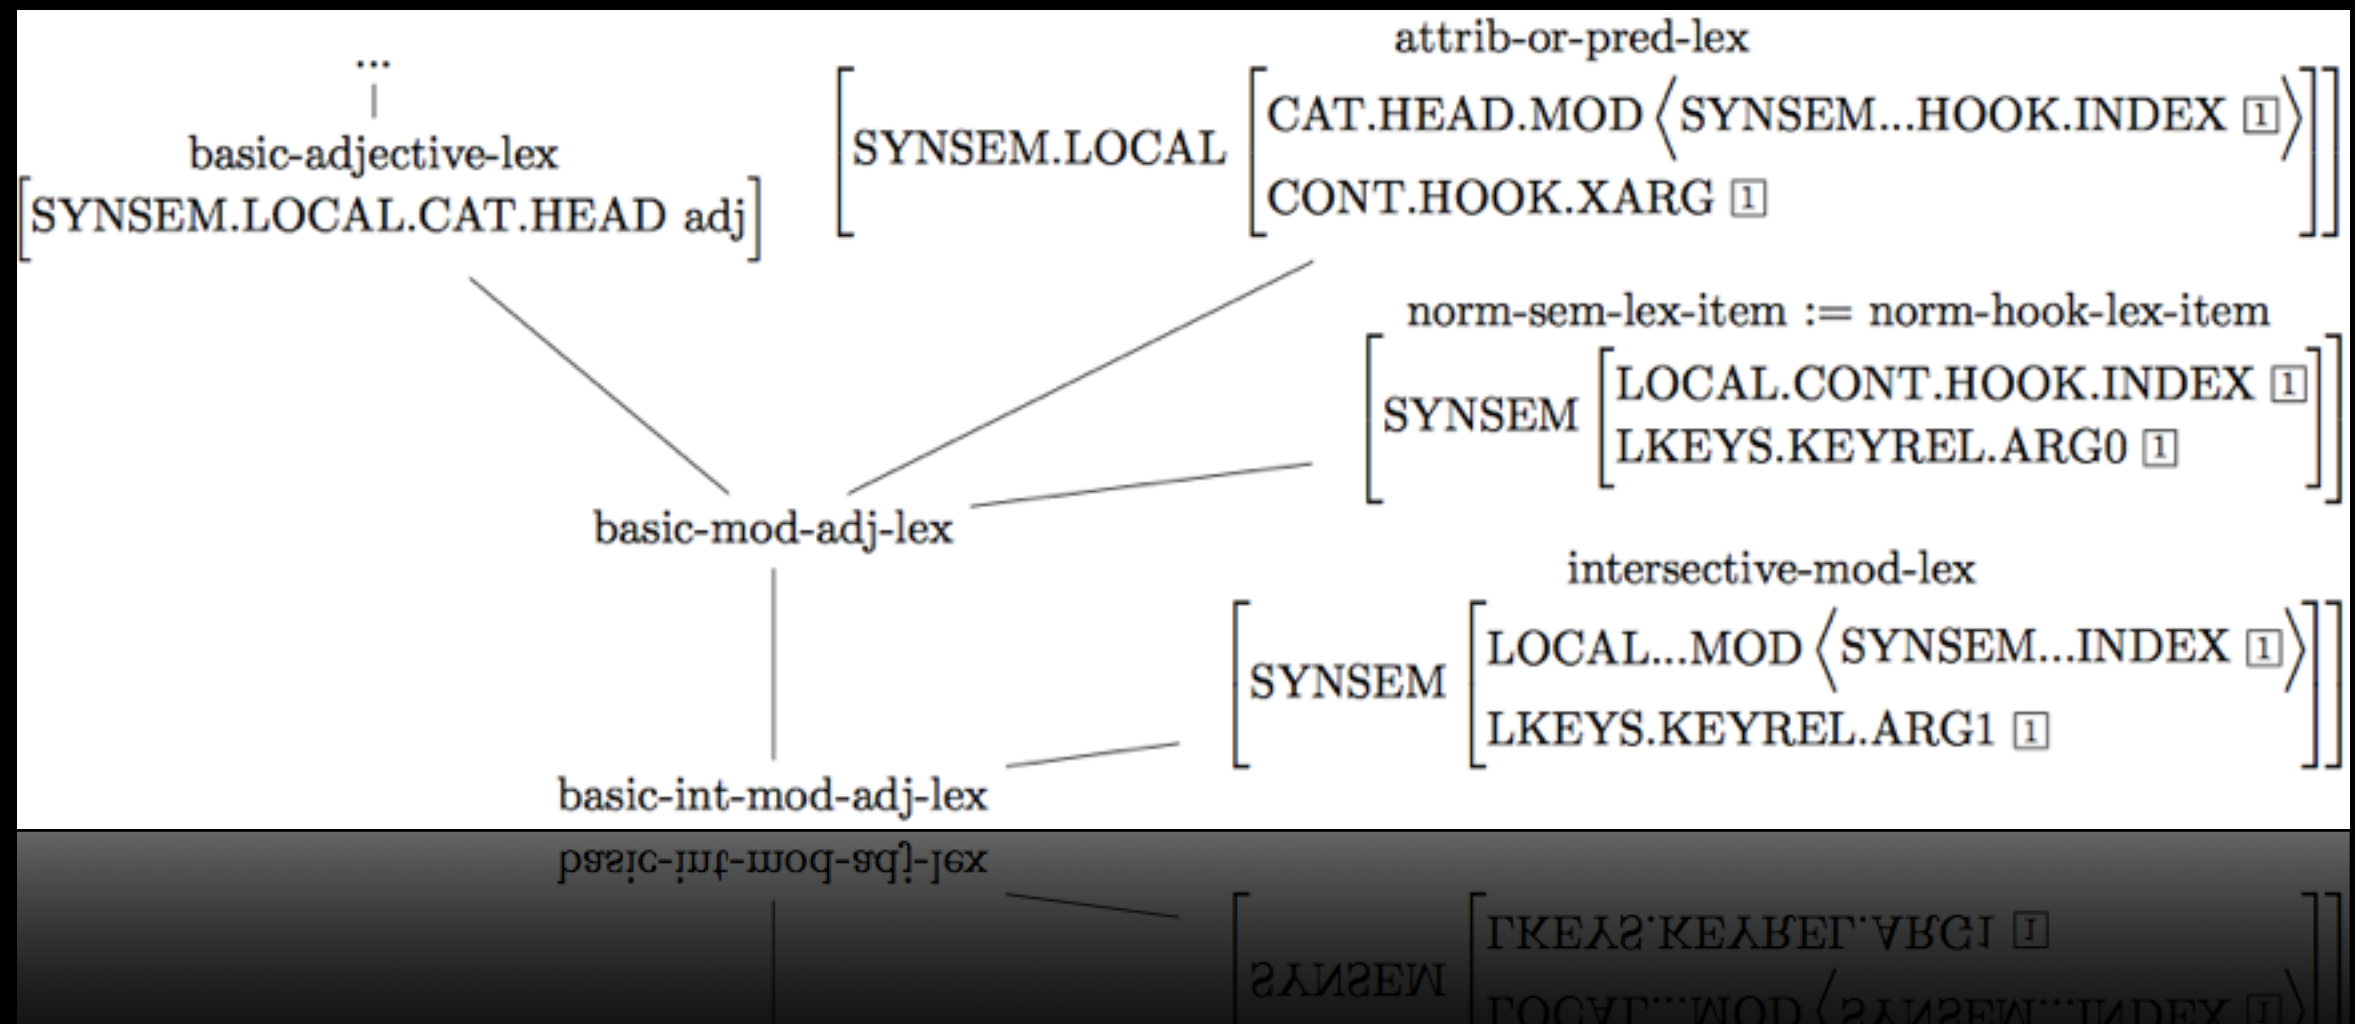 ...
basic-adjective-lex
[SYNSEM.LOCAL.CAT.HEAD adj]
attrib-or-pred-lex
SYNSEM.LOCAL
CAT.HEAD.MOD ⟨SYNSEM...HOOK.INDEX 1⟩
CONT.HOOK.XARG 1
norm-sem-lex-item := norm-hook-lex-item
SYNSEM
LOCAL.CONT.HOOK.INDEX 1
LKEYS.KEYREL.ARG0 1
basic-mod-adj-lex
intersective-mod-lex
SYNSEM
LOCAL...MOD ⟨SYNSEM...INDEX 1⟩
LKEYS.KEYREL.ARG1 1
basic-int-mod-adj-lex